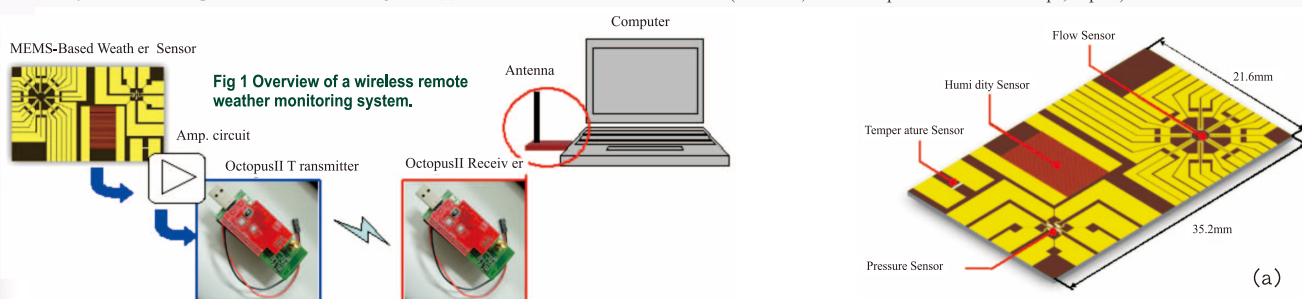 Computer
MEMS-Based Weath er Sensor
Fig 1 Overview of a wireless remote
weather monitoring system.
Antenna
Amp. circuit
OctopusII T ransmitter
OctopusII Receiv er
Flow Sensor
21.6mm
Humi dity Sensor
Temper ature Sensor
35.2mm
Pressure Sensor
(a)